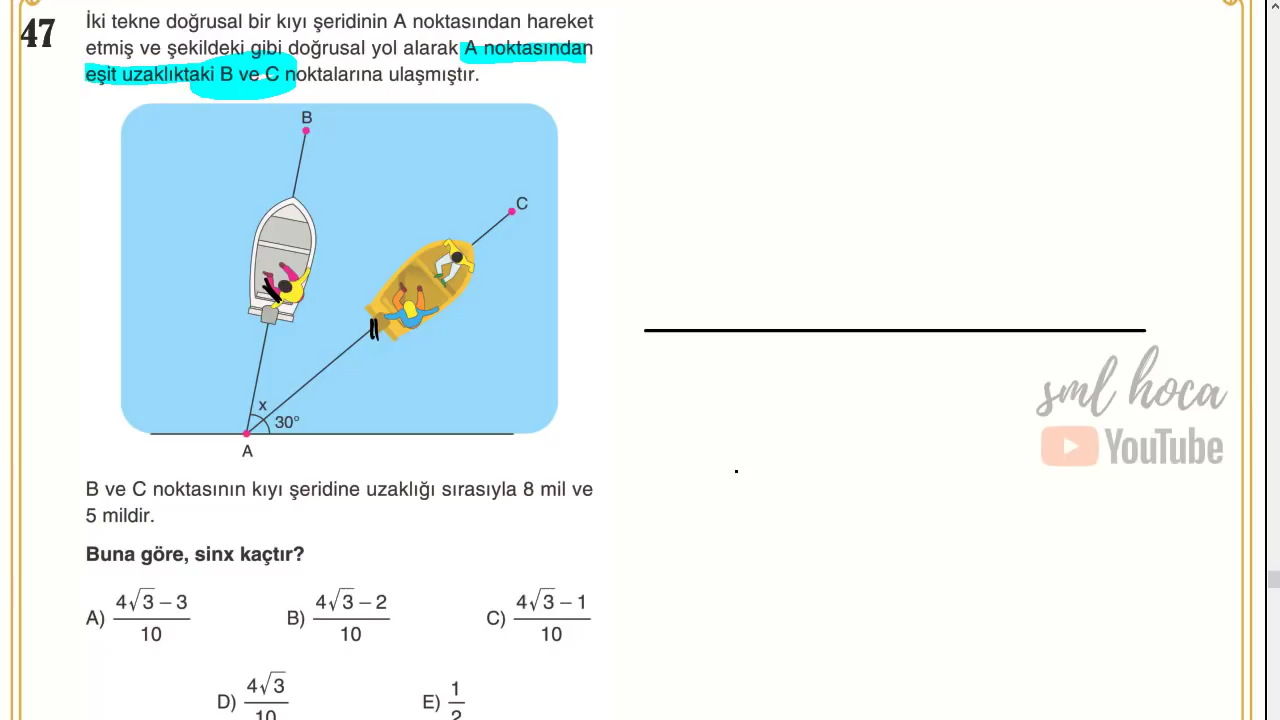 47
İki tekne doğrusal bir kıyı şeridinin A noktasından hareket
etmiş ve şekildeki gibi doğrusal yol alarak A noktasından
eşit uzaklıktaki B ve C noktalarına ulaşmıştır.
B
C
x
30°
A
sml hoca
YouTube
B ve C noktasının kıyı şeridine uzaklığı sırasıyla 8 mil ve
5 mildir.
Buna göre, sinx kaçtır?
A) (4√3 – 3)/10 B) (4√3 – 2)/10 C) (4√3 – 1)/10
D) 4√3/10 E) 1/2